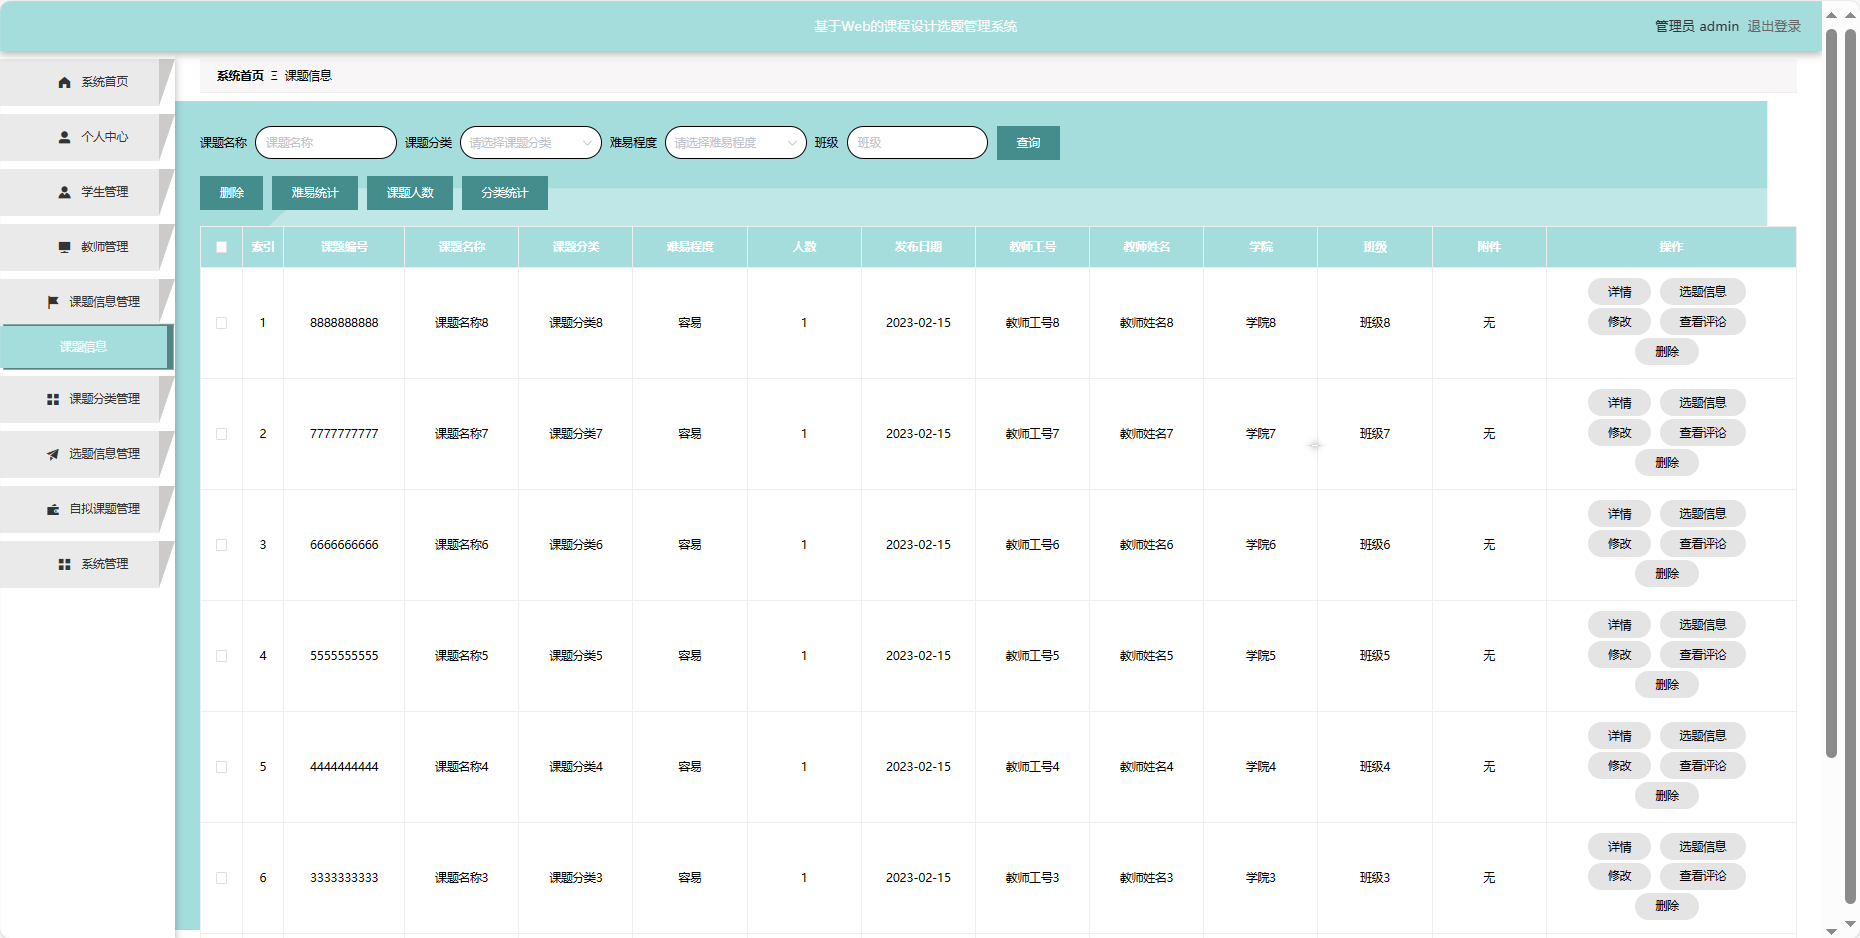 基于Web的课程设计选题管理系统
管理员 admin 退出登录
系统首页
个人中心
学生管理
教师管理
课题信息管理
课题信息
课题分类管理
选题信息管理
自拟课题管理
系统管理
系统首页 Ξ 课题信息
课题名称 课题名称 课题分类 请选择课题分类 难易程度 请选择难易程度 班级 班级 查询
删除 难易统计 课题人数 分类统计
索引 课题编号 课题名称 课题分类 难易程度 人数 发布日期 教师工号 教师姓名 学院 班级 附件 操作
1 8888888888 课题名称8 课题分类8 容易 1 2023-02-15 教师工号8 教师姓名8 学院8 班级8 无
详情 选题信息
修改 查看评论
删除
2 7777777777 课题名称7 课题分类7 容易 1 2023-02-15 教师工号7 教师姓名7 学院7 班级7 无
详情 选题信息
修改 查看评论
删除
3 6666666666 课题名称6 课题分类6 容易 1 2023-02-15 教师工号6 教师姓名6 学院6 班级6 无
详情 选题信息
修改 查看评论
删除
4 5555555555 课题名称5 课题分类5 容易 1 2023-02-15 教师工号5 教师姓名5 学院5 班级5 无
详情 选题信息
修改 查看评论
删除
5 4444444444 课题名称4 课题分类4 容易 1 2023-02-15 教师工号4 教师姓名4 学院4 班级4 无
详情 选题信息
修改 查看评论
删除
6 3333333333 课题名称3 课题分类3 容易 1 2023-02-15 教师工号3 教师姓名3 学院3 班级3 无
详情 选题信息
修改 查看评论
删除